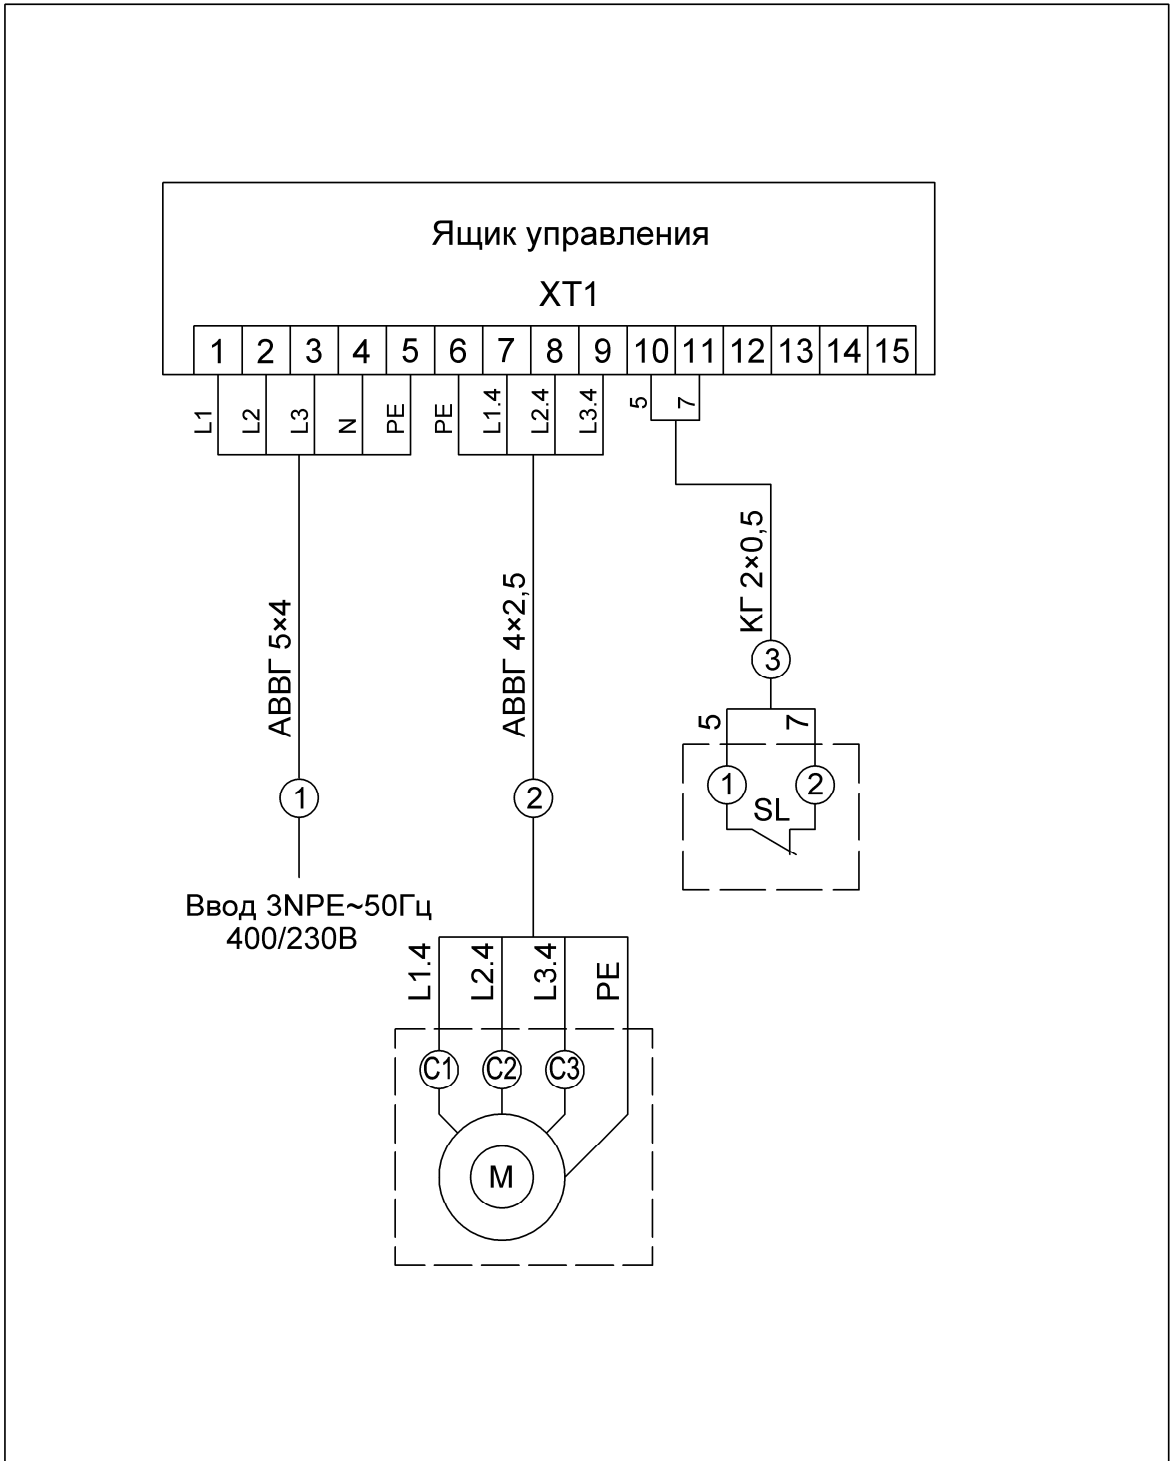 Ящик управления
XT1
1 2 3 4 5 6 7 8 9 10 11 12 13 14 15
L1 L2 L3 N PE PE L1.4 L2.4 L3.4 5 7
АВВГ 5×4
АВВГ 4×2,5
КГ 2×0,5
3
5 7
1 2
SL
1
2
Ввод 3NPE~50Гц
400/230В
L1.4 L2.4 L3.4 PE
C1 C2 C3
M